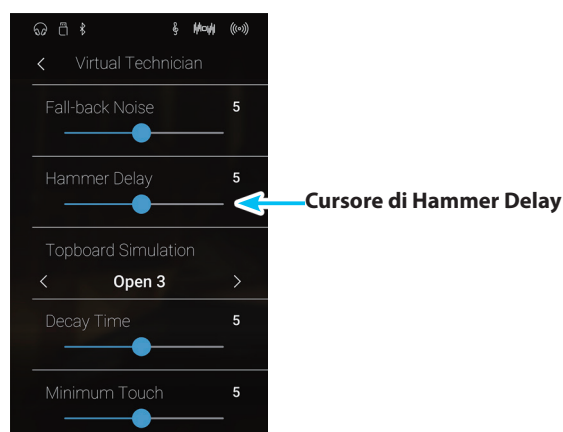 Virtual Technician
Fall-back Noise 5
Hammer Delay 5
Cursore di Hammer Delay
Topboard Simulation
< Open 3 >
Decay Time 5
Minimum Touch 5